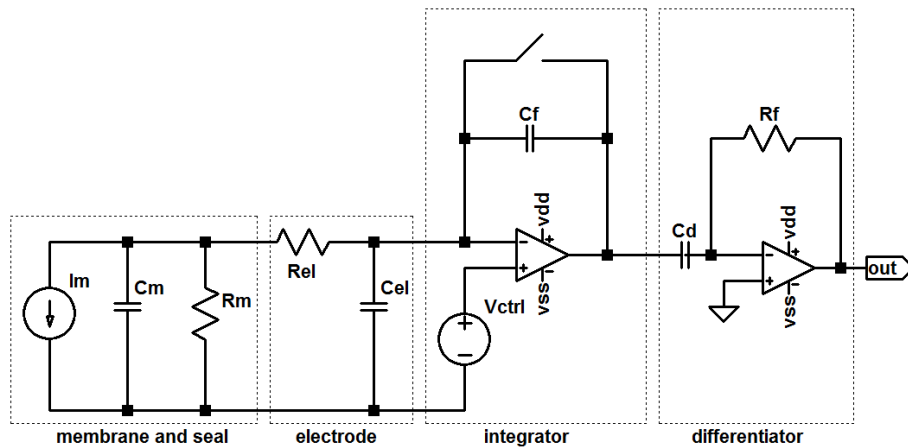 Cf
Rf
vdd
vdd
Cd
Im
Cm
Rm
Rel
Cel
Vctrl
vss
vss
out
membrane and seal
electrode
integrator
differentiator